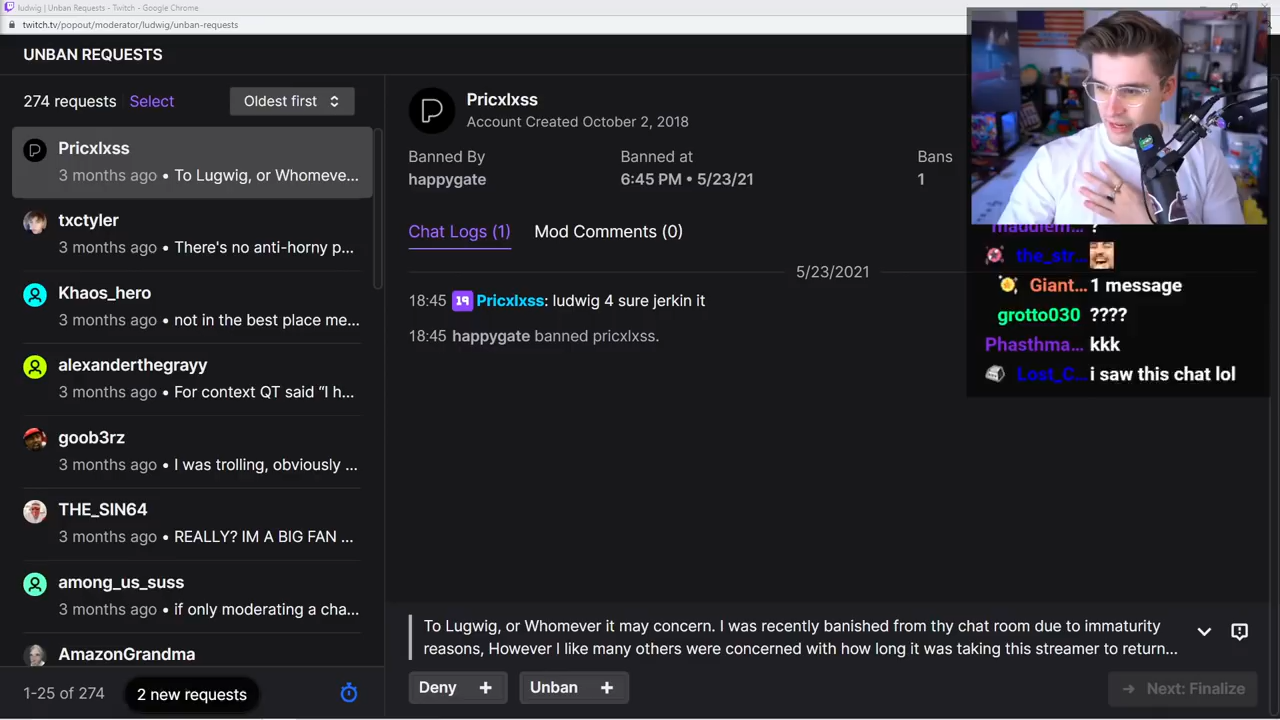 ludwig | Unban Requests - Twitch - Google Chrome
twitch.tv/popout/moderator/ludwig/unban-requests
UNBAN REQUESTS
274 requests Select Oldest first
Pricxlxss
3 months ago • To Lugwig, or Whomeve...
txctyler
3 months ago • There's no anti-horny p...
Khaos_hero
3 months ago • not in the best place me...
alexanderthegrayy
3 months ago • For context QT said “I h...
goob3rz
3 months ago • I was trolling, obviously ...
THE_SIN64
3 months ago • REALLY? IM A BIG FAN ...
among_us_suss
3 months ago • if only moderating a cha...
AmazonGrandma
1-25 of 274 2 new requests
Pricxlxss
Account Created October 2, 2018
Banned By Banned at Bans
happygate 6:45 PM • 5/23/21 1
Chat Logs (1) Mod Comments (0)
5/23/2021
18:45 19 Pricxlxss: ludwig 4 sure jerkin it
18:45 happygate banned pricxlxss.
To Lugwig, or Whomever it may concern. I was recently banished from thy chat room due to immaturity
reasons, However I like many others were concerned with how long it was taking this streamer to return...
Deny + Unban + → Next: Finalize
?
the_str...
Giant... 1 message
grotto030 ????
Phasthma... kkk
Lost_C... i saw this chat lol